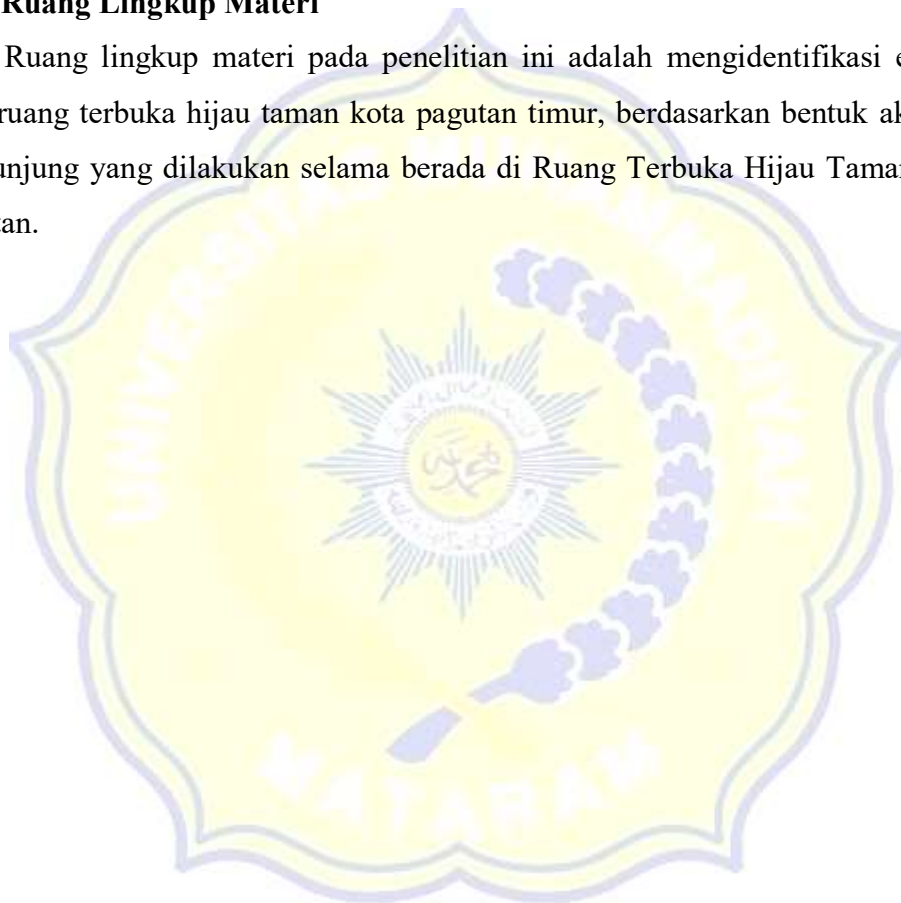 Ruang Lingkup Materi
Ruang lingkup materi pada penelitian ini adalah mengidentifikasi
ruang terbuka hijau taman kota pagutan timur, berdasarkan bentuk
yang dilakukan selama berada di Ruang Terbuka Hijau
UNIVERSITAS MUHAMMADIYAH
MATARAM